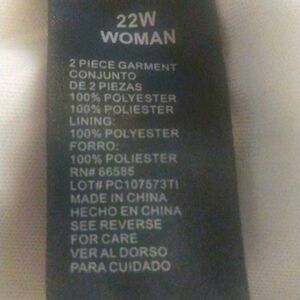 22W
WOMAN
2 PIECE GARMENT
CONJUNTO
DE 2 PIEZAS
100% POLYESTER
100% POLIESTER
LINING:
100% POLYESTER
FORRO:
100% POLIESTER
RN# 66585
LOT# PC107573TI
MADE IN CHINA
HECHO EN CHINA
SEE REVERSE
FOR CARE
VER AL DORSO
PARA CUIDADO